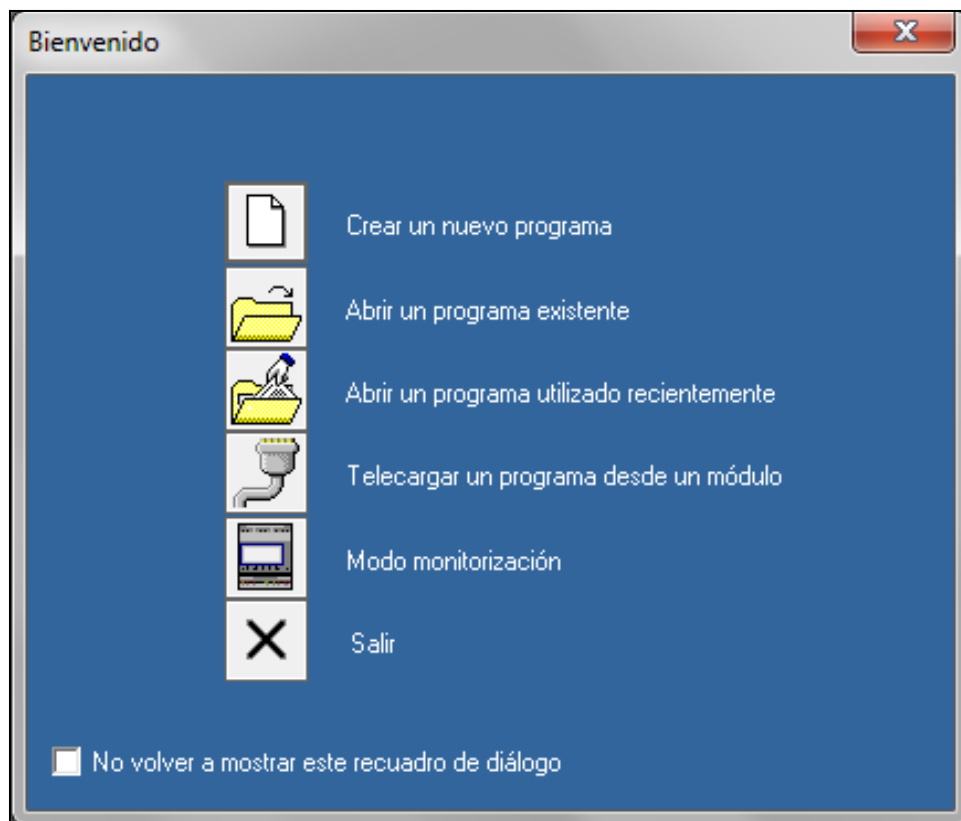 Bienvenido
Crear un nuevo programa
Abrir un programa existente
Abrir un programa utilizado recientemente
Telecargar un programa desde un módulo
Modo monitorización
Salir
No volver a mostrar este recuadro de diálogo